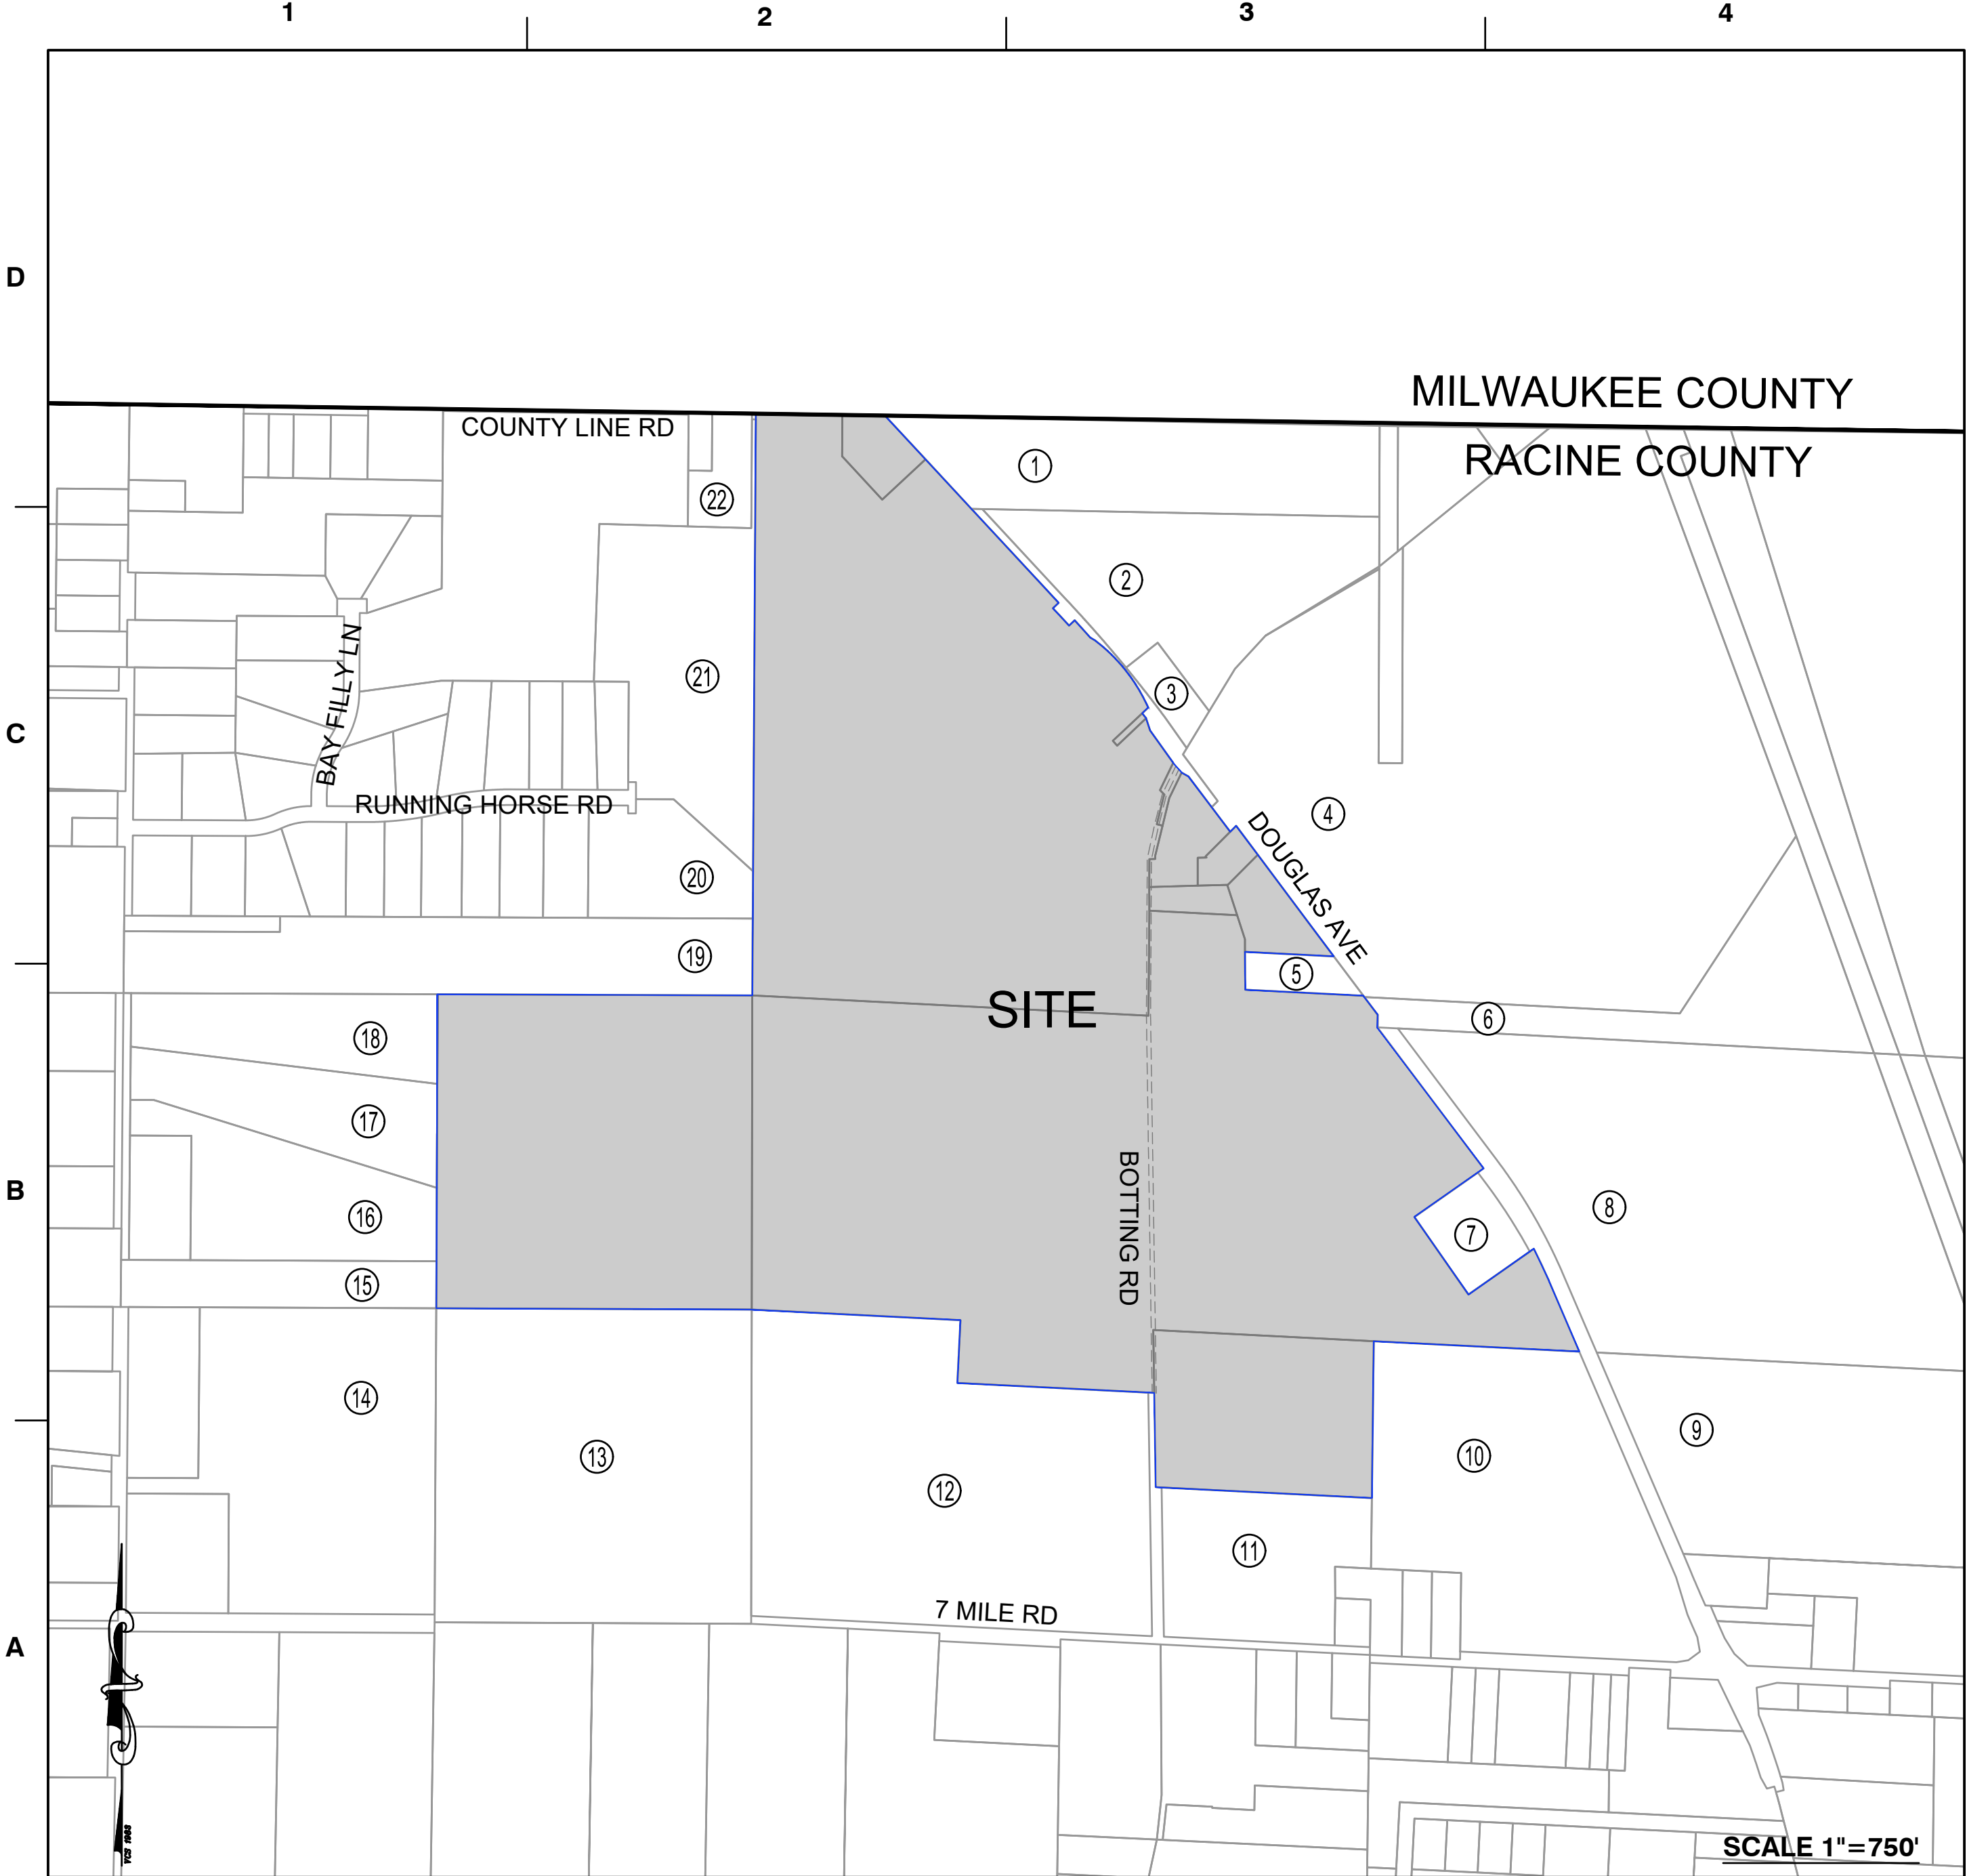 1 2 3 4
D
MILWAUKEE COUNTY
COUNTY LINE RD
RACINE COUNTY
1
22
2
21
3
C
BAY FILLY LN
RUNNING HORSE RD
4
DOUGLAS AVE
20
19
5
SITE
6
18
17
B
BOTTING RD
8
16
7
15
14
9
13
10
12
11
7 MILE RD
A
VCS 1983
SCALE 1"=750'